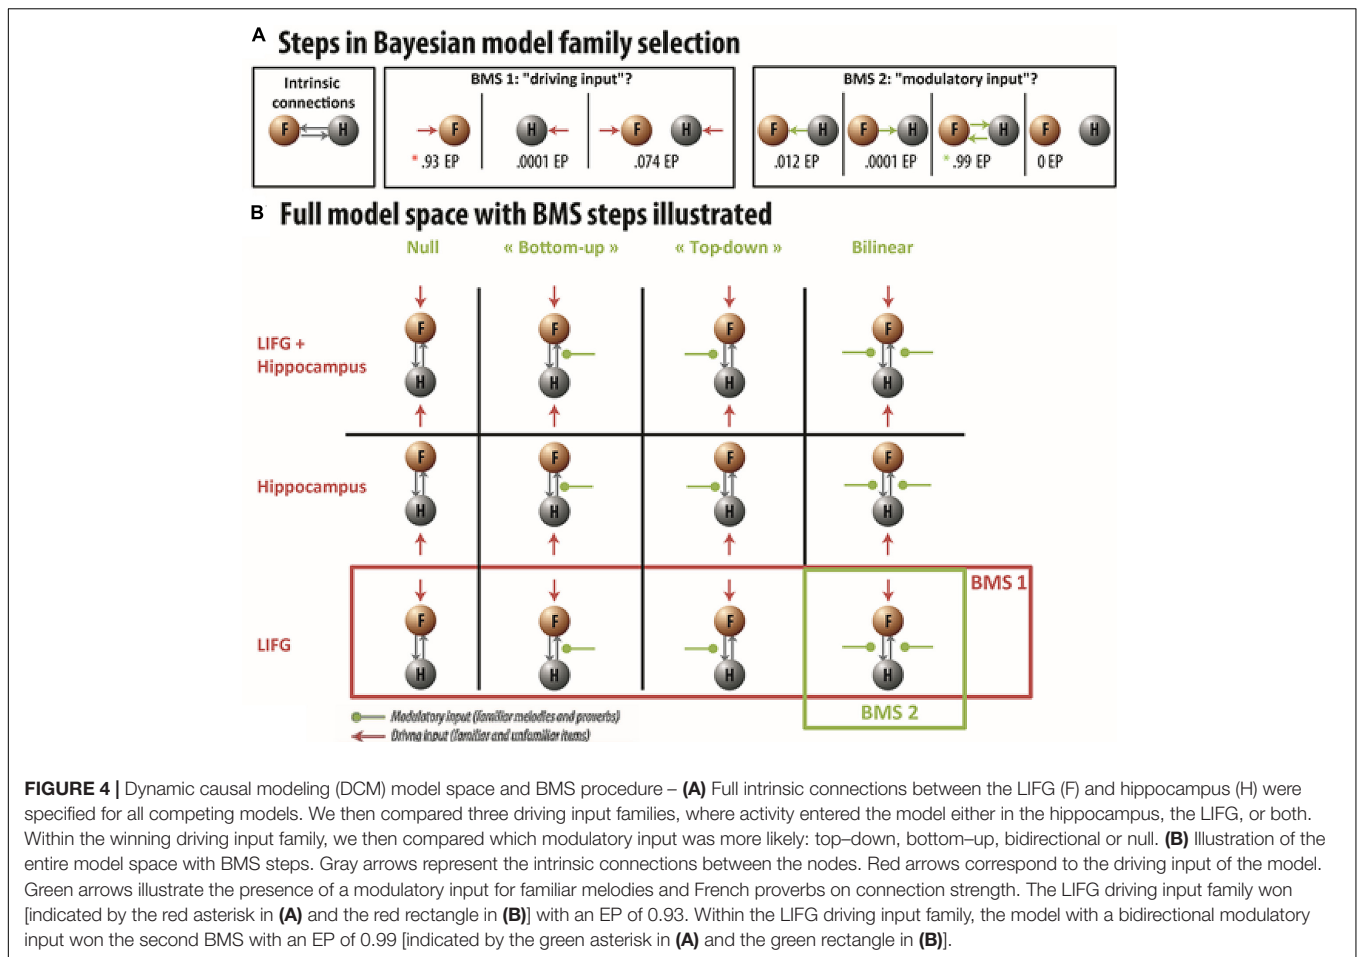 A Steps in Bayesian model family selection
Intrinsic
connections
F H
BMS 1: "driving input"?
F H F H
* .93 EP .0001 EP .074 EP
BMS 2: "modulatory input"?
F H F H F H F H
.012 EP .0001 EP * .99 EP 0 EP
B Full model space with BMS steps illustrated
Null « Bottom-up » « Top-down » Bilinear
F F F F
LIFG +
Hippocampus
H H H H
F F F F
Hippocampus
H H H H
BMS 1
F F F F
LIFG
H H H H
BMS 2
Modulatory input (familiar melodies and proverbs)
Drivng input (familiar and unfamiliar items)
FIGURE 4 | Dynamic causal modeling (DCM) model space and BMS procedure – (A) Full intrinsic connections between the LIFG (F) and hippocampus (H) were
specified for all competing models. We then compared three driving input families, where activity entered the model either in the hippocampus, the LIFG, or both.
Within the winning driving input family, we then compared which modulatory input was more likely: top–down, bottom–up, bidirectional or null. (B) Illustration of the
entire model space with BMS steps. Gray arrows represent the intrinsic connections between the nodes. Red arrows correspond to the driving input of the model.
Green arrows illustrate the presence of a modulatory input for familiar melodies and French proverbs on connection strength. The LIFG driving input family won
[indicated by the red asterisk in (A) and the red rectangle in (B)] with an EP of 0.93. Within the LIFG driving input family, the model with a bidirectional modulatory
input won the second BMS with an EP of 0.99 [indicated by the green asterisk in (A) and the green rectangle in (B)].